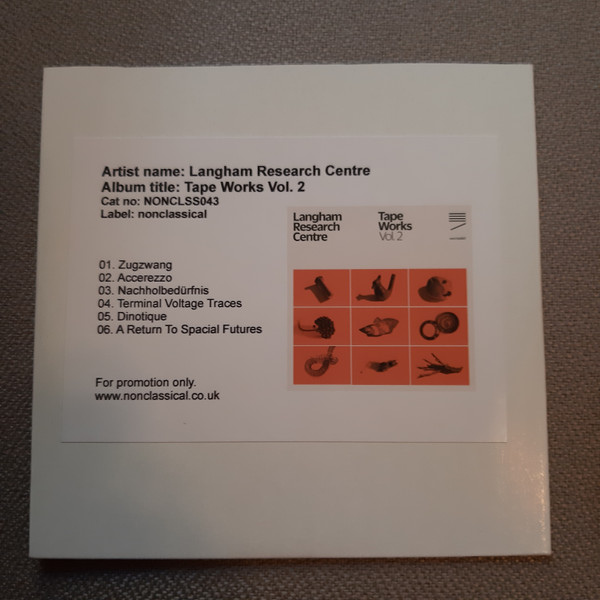 Artist name: Langham Research Centre
Album title: Tape Works Vol. 2
Cat no: NONCLSS043
Label: nonclassical
Langham
Research
Centre
Tape
Works
Vol.2
01. Zugzwang
02. Accerezzo
03. Nachholbedürfnis
04. Terminal Voltage Traces
05. Dinotique
06. A Return To Spacial Futures
For promotion only.
www.nonclassical.co.uk